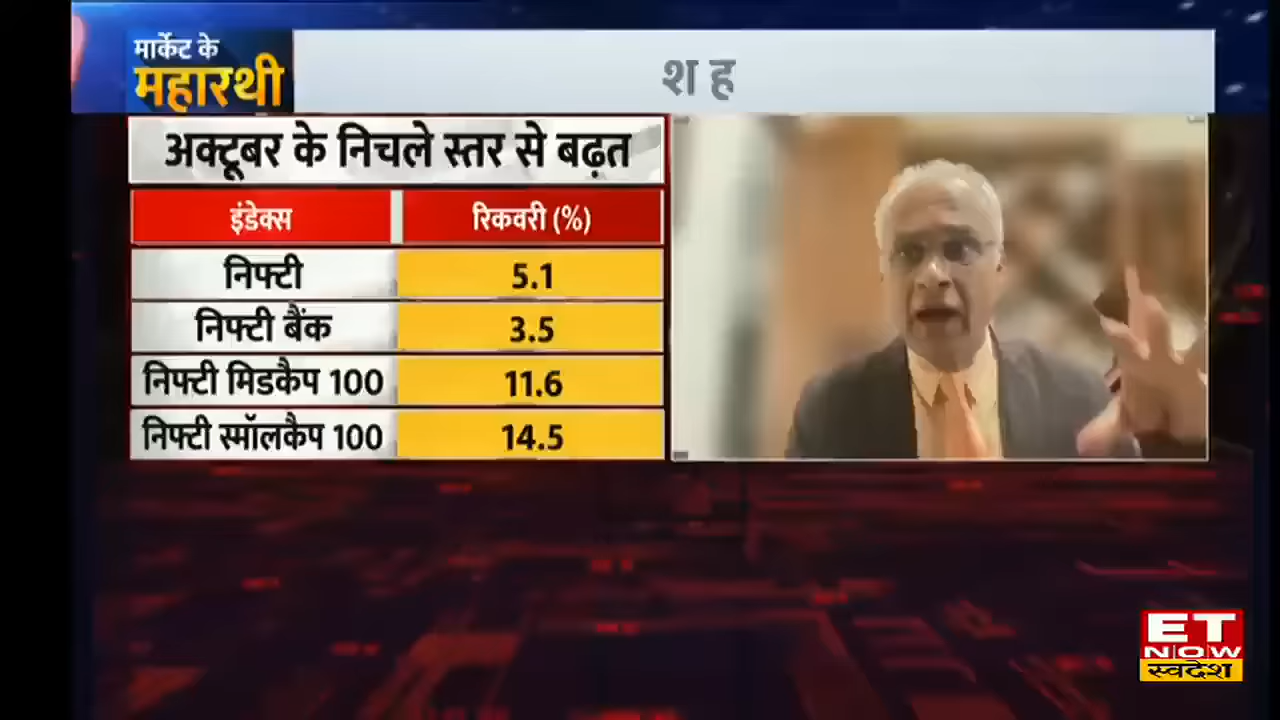 मार्केट के
महारथी
श ह
अक्टूबर के निचले स्तर से बढ़त
इंडेक्स रिकवरी (%)
निफ्टी 5.1
निफ्टी बैंक 3.5
निफ्टी मिडकैप 100 11.6
निफ्टी स्मॉलकैप 100 14.5
ET
NOW
स्वदेश